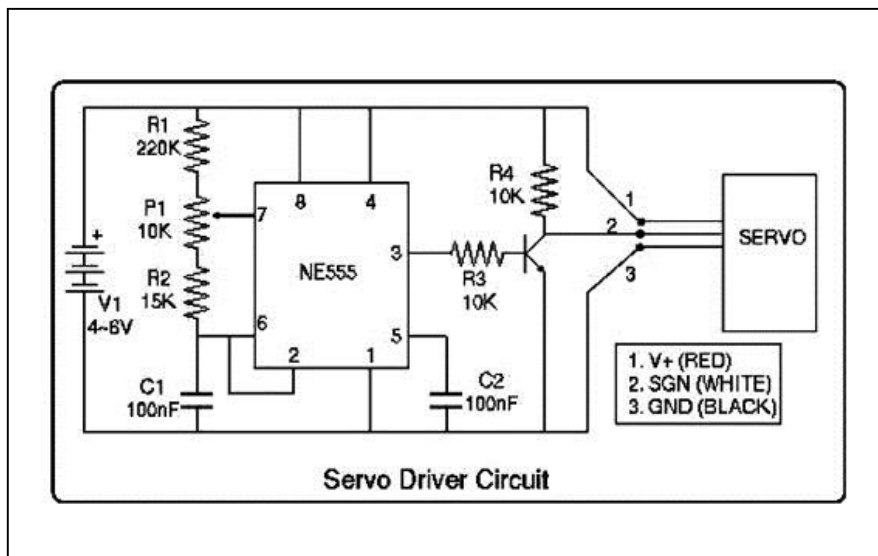 R1
220K
P1
10K
R2
15K
+
V1
4~6V
C1
100nF
7
8
4
NE555
3
6
2
1
5
R3
10K
C2
100nF
R4
10K
1
2
3
SERVO
1. V+ (RED)
2. SGN (WHITE)
3. GND (BLACK)
Servo Driver Circuit